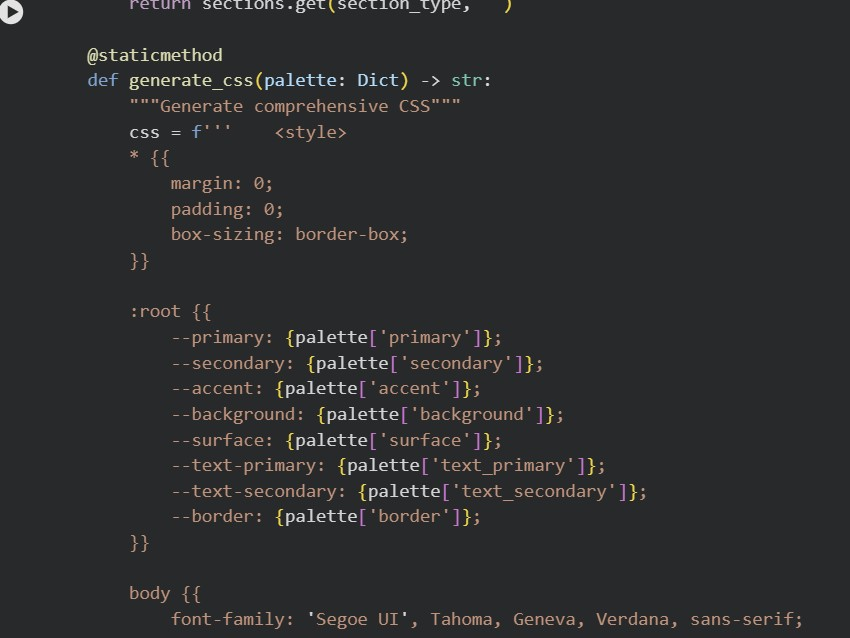 return sections.get(section_type,   )
@staticmethod
def generate_css(palette: Dict) -> str:
"""Generate comprehensive CSS"""
css = f'''    <style>
* {{
margin: 0;
padding: 0;
box-sizing: border-box;
}}
:root {{
--primary: {palette['primary']};
--secondary: {palette['secondary']};
--accent: {palette['accent']};
--background: {palette['background']};
--surface: {palette['surface']};
--text-primary: {palette['text_primary']};
--text-secondary: {palette['text_secondary']};
--border: {palette['border']};
}}
body {{
font-family: 'Segoe UI', Tahoma, Geneva, Verdana, sans-serif;